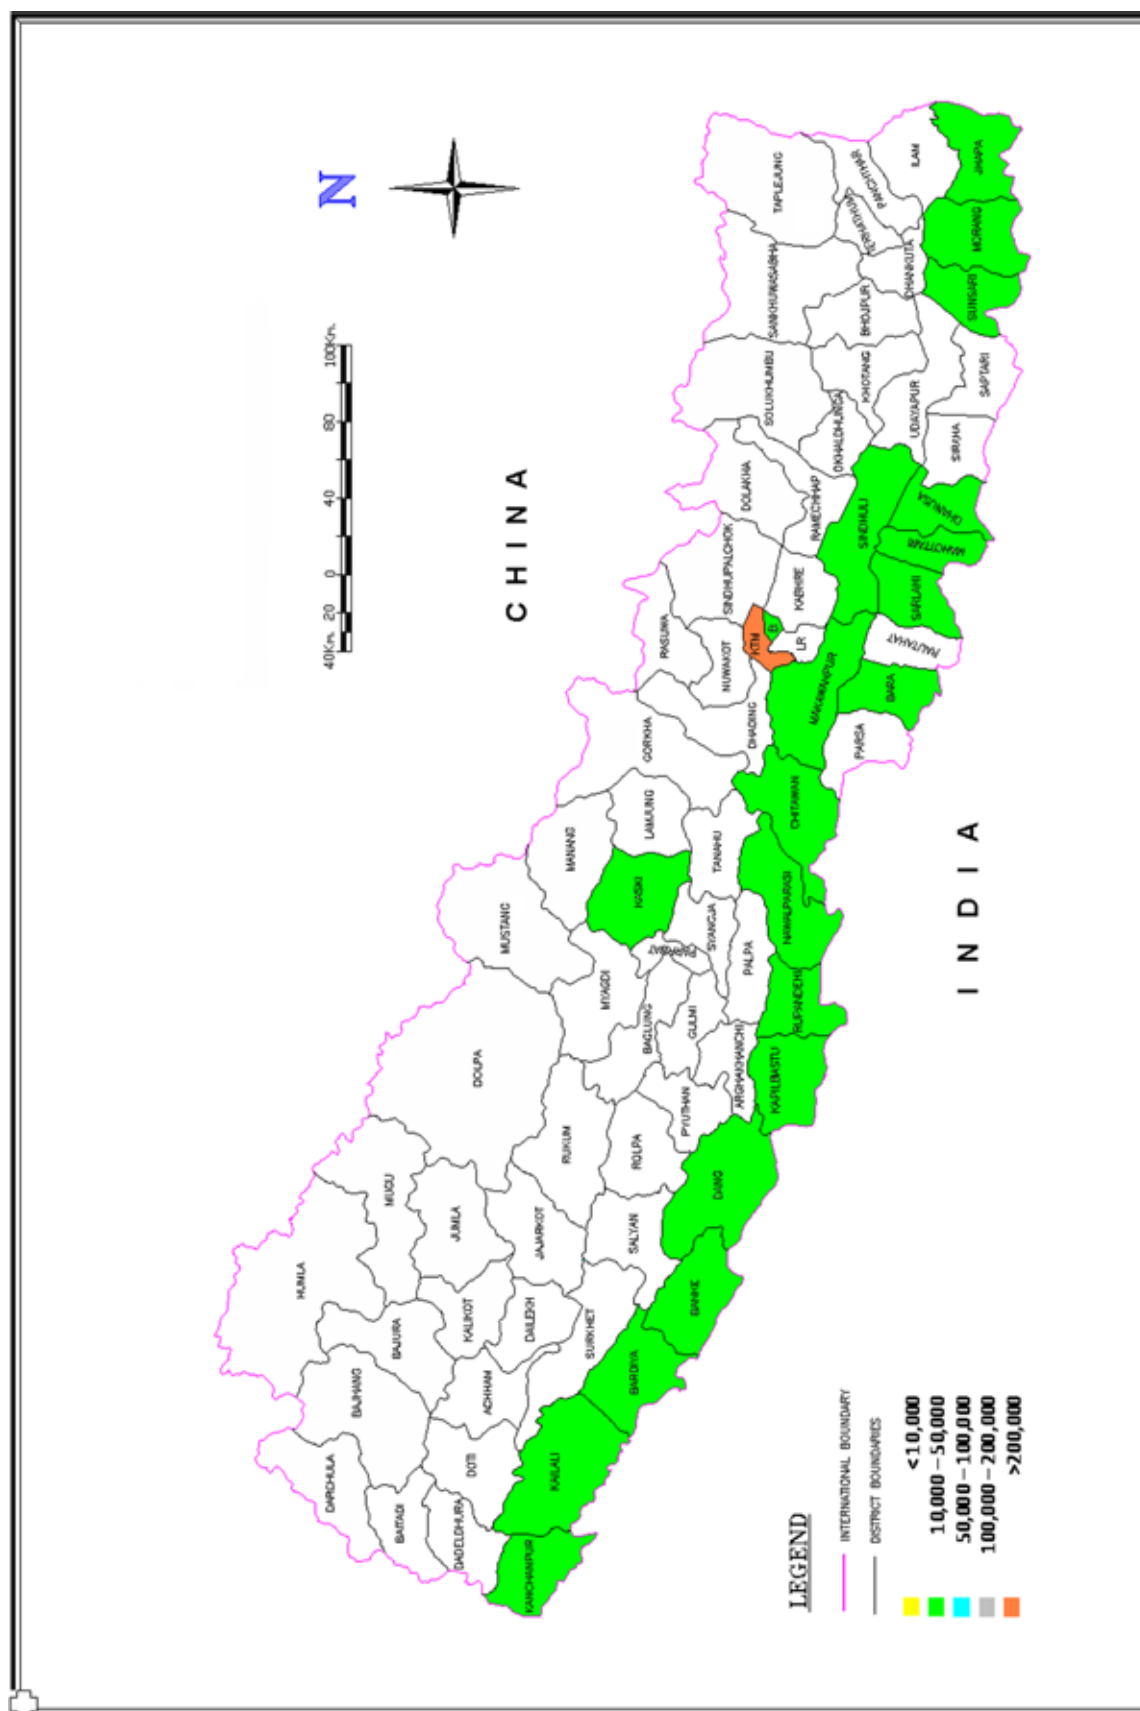 N
40Km. 20 0 40 80 100Km.
CHINA
INDIA
HUMLA
DARCHULA
BAJHANG
BAJURA
MUGU
BAITADI
DADELDHURA
DOTI
ACHHAM
KALIKOT
JUMLA
DOLPA
KANCHANPUR
KAILALI
DAILEKH
JAJARKOT
SURKHET
BARDIYA
BANKE
SALYAN
RUKUM
ROLPA
DANG
PYUTHAN
MUSTANG
MANANG
MYAGDI
BAGLUNG
GULMI
ARGHAKHANCHI
KAPILBASTU
RUPANDEHI
PALPA
SYANGJA
KASKI
LAMJUNG
TANAHU
NAWALPARASI
GORKHA
DHADING
CHITAWAN
RASUWA
NUWAKOT
SINDHUPALCHOK
KTM
B
LR
KABHRE
MAKAWANPUR
PARSA
BARA
RAUTAHAT
SARLAHI
MAHOTARI
DHANUSA
SINDHULI
RAMECHHAP
DOLAKHA
SOLUKHUMBU
OKHALDHUNGA
KHOTANG
UDAYAPUR
SIRAHA
SAPTARI
SANKHUWASABHA
BHOJPUR
DHANKUTA
SUNSARI
MORANG
TAPLEJUNG
PANCHTHAR
ILAM
JHAPA
LEGEND
INTERNATIONAL BOUNDARY
DISTRICT BOUNDARIES
<10,000
10,000 – 50,000
50,000 – 100,000
100,000 – 200,000
>200,000